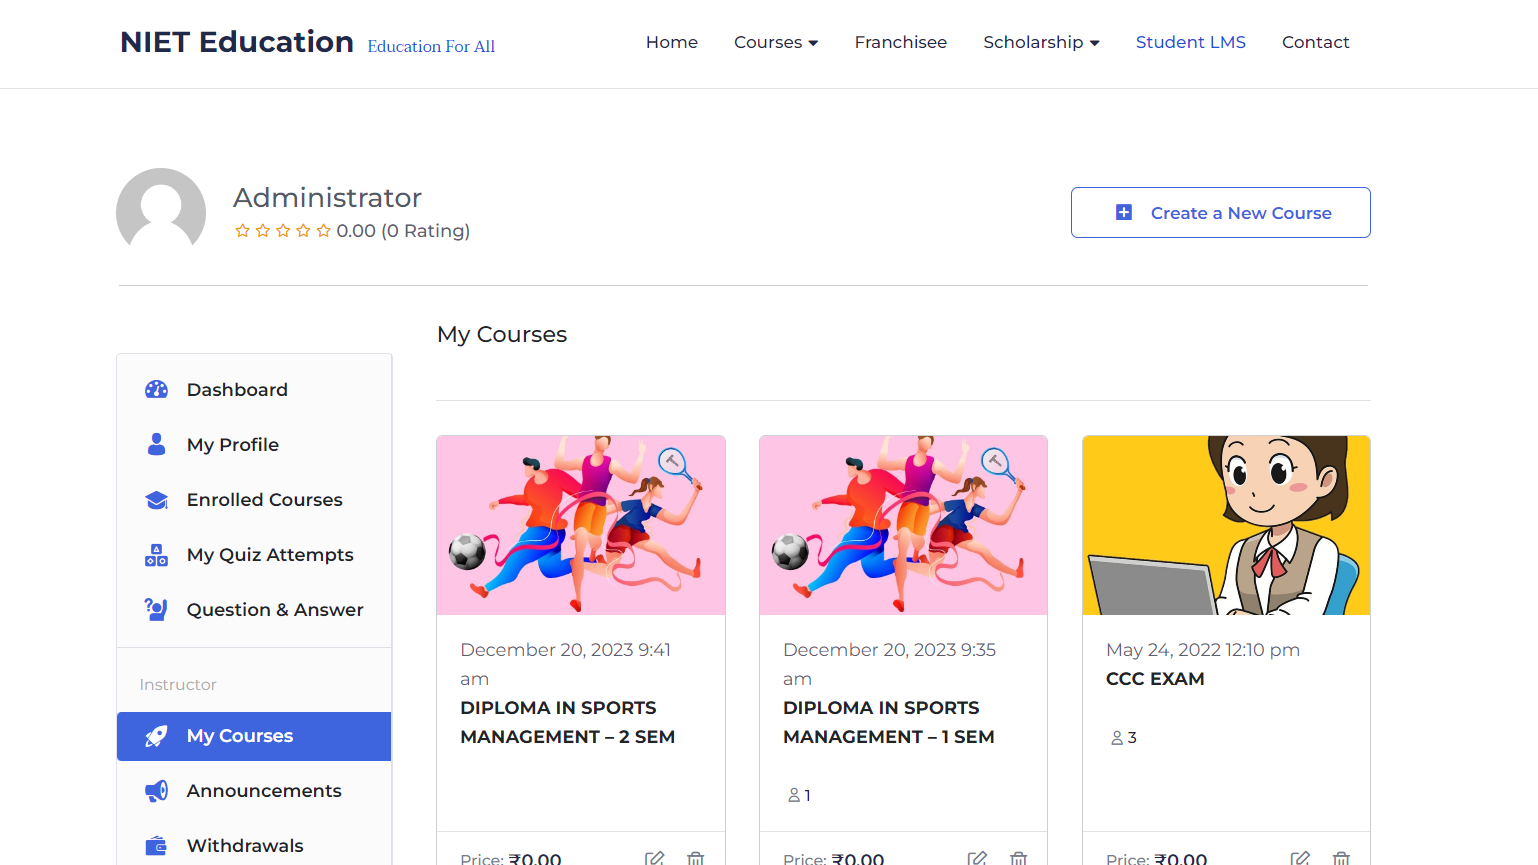 NIET Education Education For All
Home Courses Franchisee Scholarship Student LMS Contact
Administrator
0.00 (0 Rating)
Create a New Course
My Courses
Dashboard
My Profile
Enrolled Courses
My Quiz Attempts
Question & Answer
Instructor
My Courses
Announcements
Withdrawals
December 20, 2023 9:41
am
DIPLOMA IN SPORTS
MANAGEMENT – 2 SEM
Price: ₹0.00
December 20, 2023 9:35
am
DIPLOMA IN SPORTS
MANAGEMENT – 1 SEM
1
Price: ₹0.00
May 24, 2022 12:10 pm
CCC EXAM
3
Price: ₹0.00